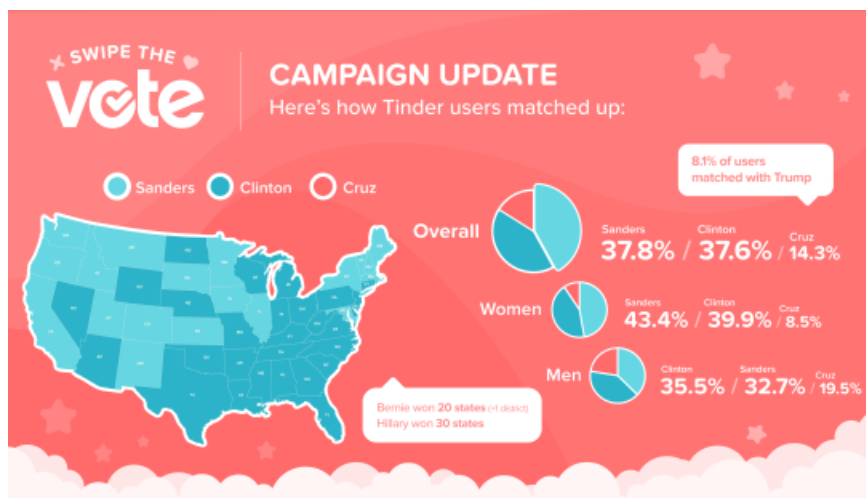 SWIPE THE
vote
CAMPAIGN UPDATE
Here's how Tinder users matched up:
8.1% of users
matched with Trump
Sanders Clinton Cruz
Overall
Sanders Clinton Cruz
37.8% / 37.6% / 14.3%
Women
Sanders Clinton Cruz
43.4% / 39.9% / 8.5%
Men
Clinton Sanders Cruz
35.5% / 32.7% / 19.5%
Bernie won 20 states (+1 district)
Hillary won 30 states